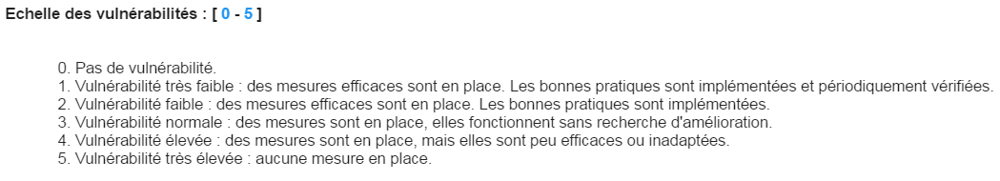 Echelle des vulnérabilités : [ 0 - 5 ]
0. Pas de vulnérabilité.
1. Vulnérabilité très faible : des mesures efficaces sont en place. Les bonnes pratiques sont implémentées et périodiquement vérifiées.
2. Vulnérabilité faible : des mesures efficaces sont en place. Les bonnes pratiques sont implémentées.
3. Vulnérabilité normale : des mesures sont en place, elles fonctionnent sans recherche d'amélioration.
4. Vulnérabilité élevée : des mesures sont en place, mais elles sont peu efficaces ou inadaptées.
5. Vulnérabilité très élevée : aucune mesure en place.